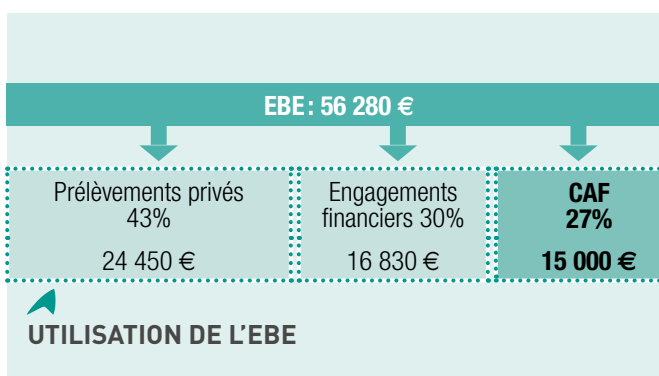 EBE : 56 280 €
Prélèvements privés
43%
24 450 €
Engagements
financiers 30%
16 830 €
CAF
27%
15 000 €
UTILISATION DE L'EBE